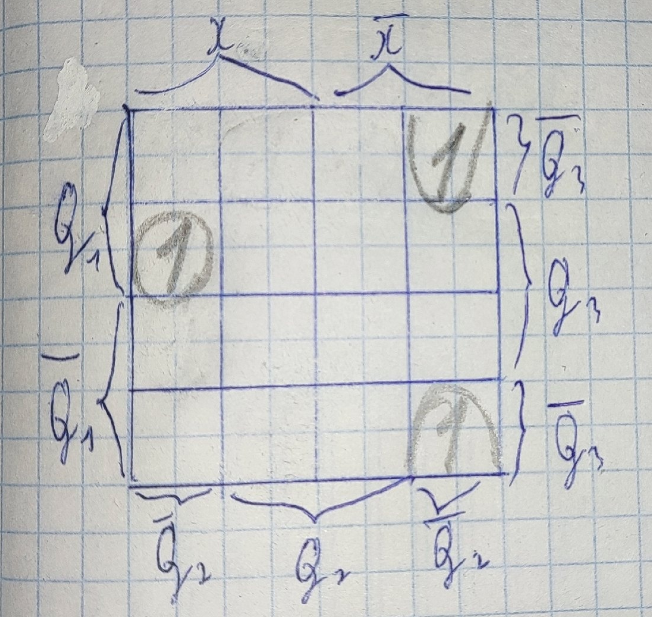 x x̄
1 Q̄₃
Q₁ 1 Q₃
Q̄₁ 1 Q̄₃
Q̄₂ Q₂ Q̄₂